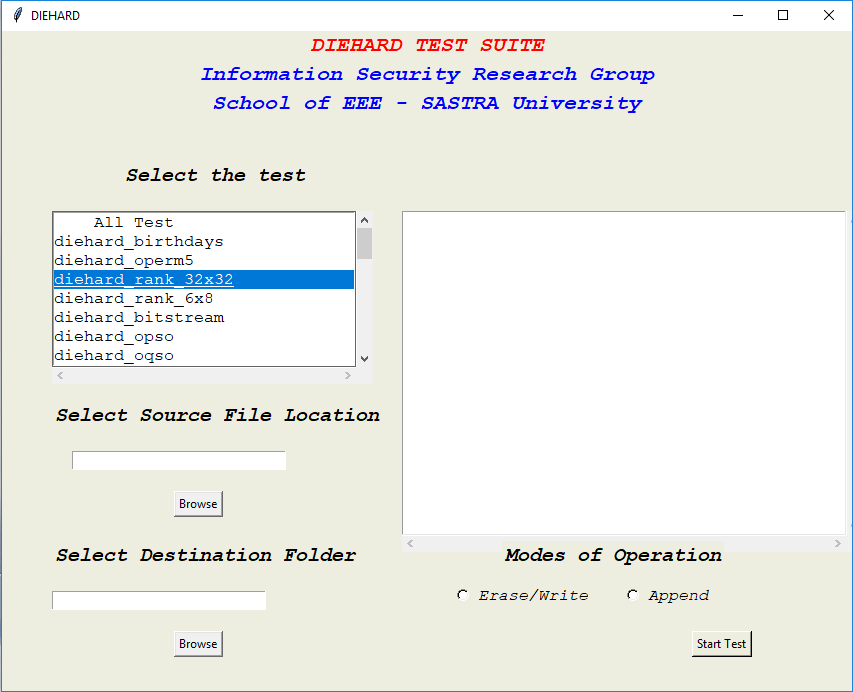 DIEHARD
DIEHARD TEST SUITE
Information Security Research Group
School of EEE - SASTRA University
Select the test
All Test
diehard_birthdays
diehard_operm5
diehard_rank_32x32
diehard_rank_6x8
diehard_bitstream
diehard_opso
diehard_oqso
Select Source File Location
Browse
Select Destination Folder
Modes of Operation
Erase/Write
Append
Browse
Start Test